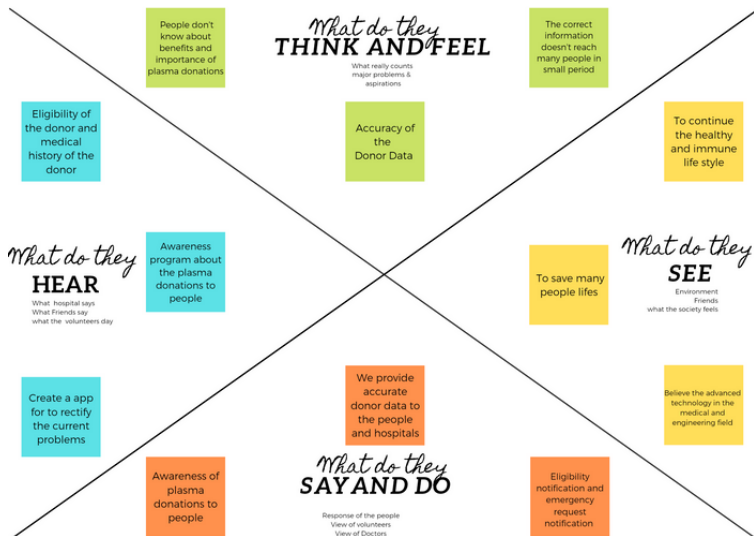 People don't
know about
benefits and
importance of
plasma donations
What do they
THINK AND FEEL
What really counts
major problems &
aspirations
The correct
information
doesn't reach
many people in
small period
Eligibility of
the donor and
medical
history of the
donor
Accuracy of
the
Donor Data
To continue
the healthy
and immune
life style
What do they
HEAR
What hospital says
What Friends say
what the volunteers day
Awareness
program about
the plasma
donations to
people
To save many
people lifes
What do they
SEE
Environment
Friends
what the society feels
Create a app
for to rectify
the current
problems
We provide
accurate
donor data to
the people
and hospitals
Believe the advanced
technology in the
medical and
engineering field
Awareness of
plasma
donations to
people
What do they
SAY AND DO
Response of the people
View of volunteers
View of Doctors
Eligibility
notification and
emergency
request
notification